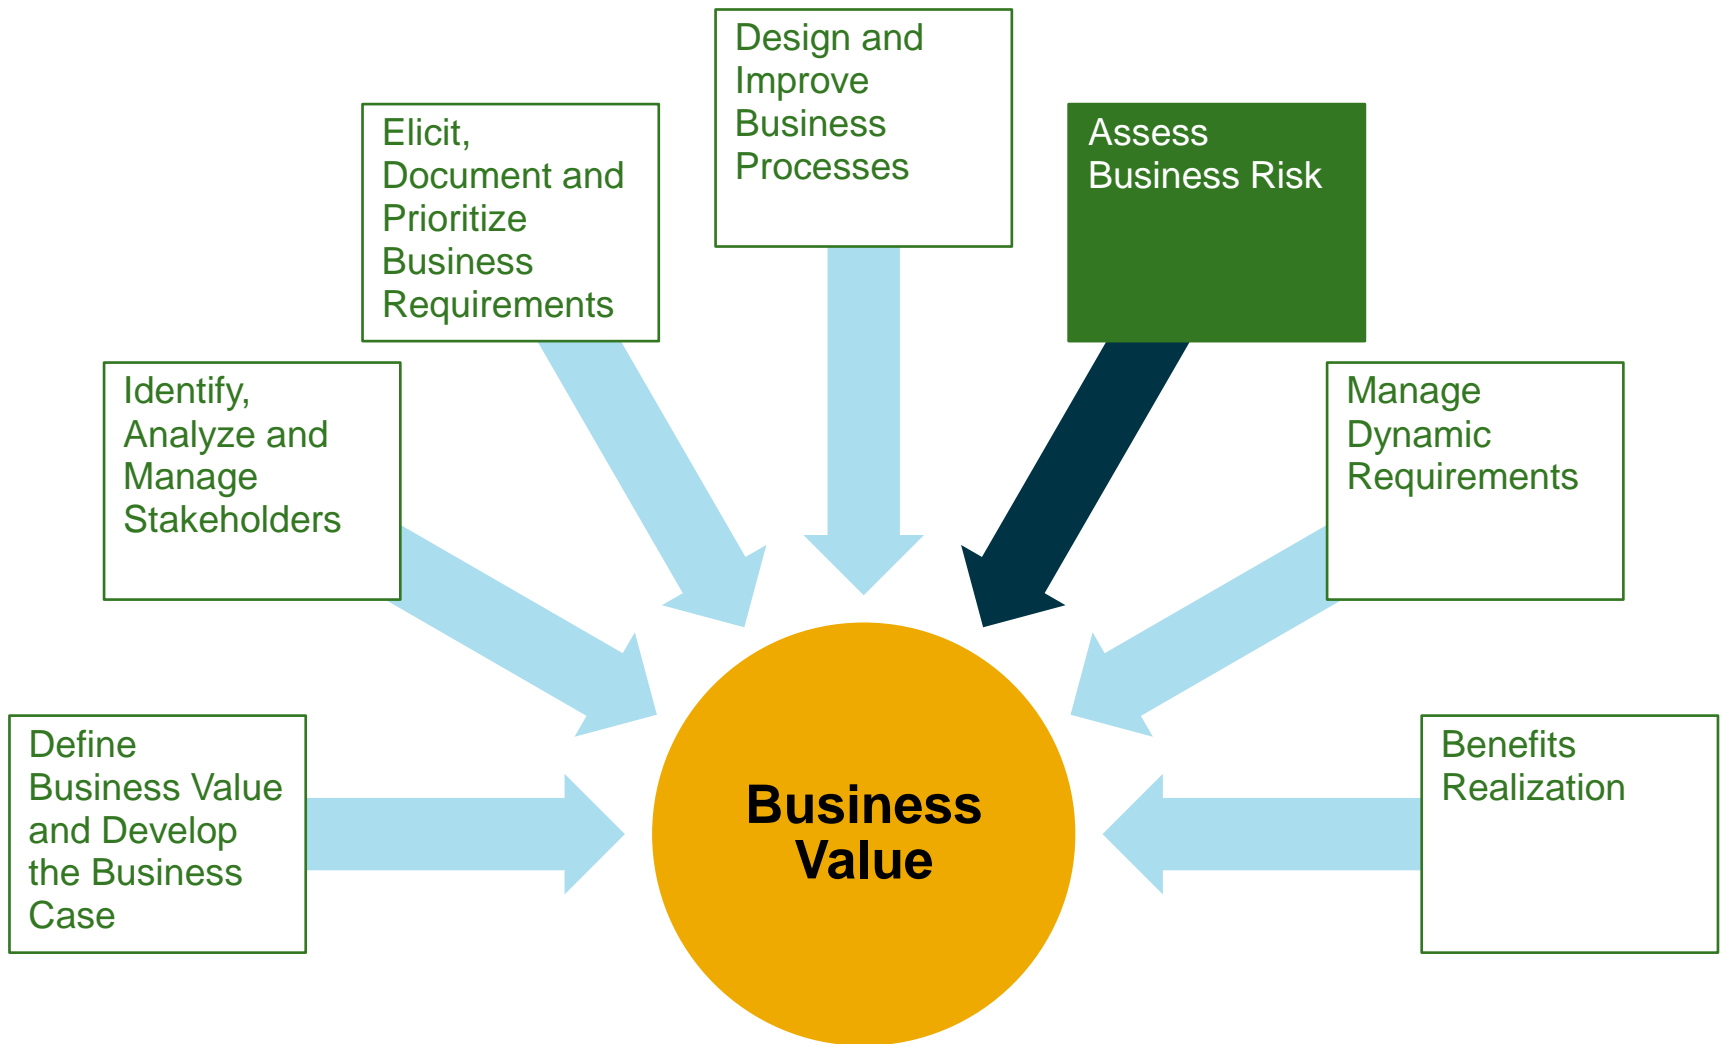 Design and
Improve
Business
Processes
Elicit,
Document and
Prioritize
Business
Requirements
Assess
Business Risk
Identify,
Analyze and
Manage
Stakeholders
Manage
Dynamic
Requirements
Define
Business Value
and Develop
the Business
Case
Business
Value
Benefits
Realization